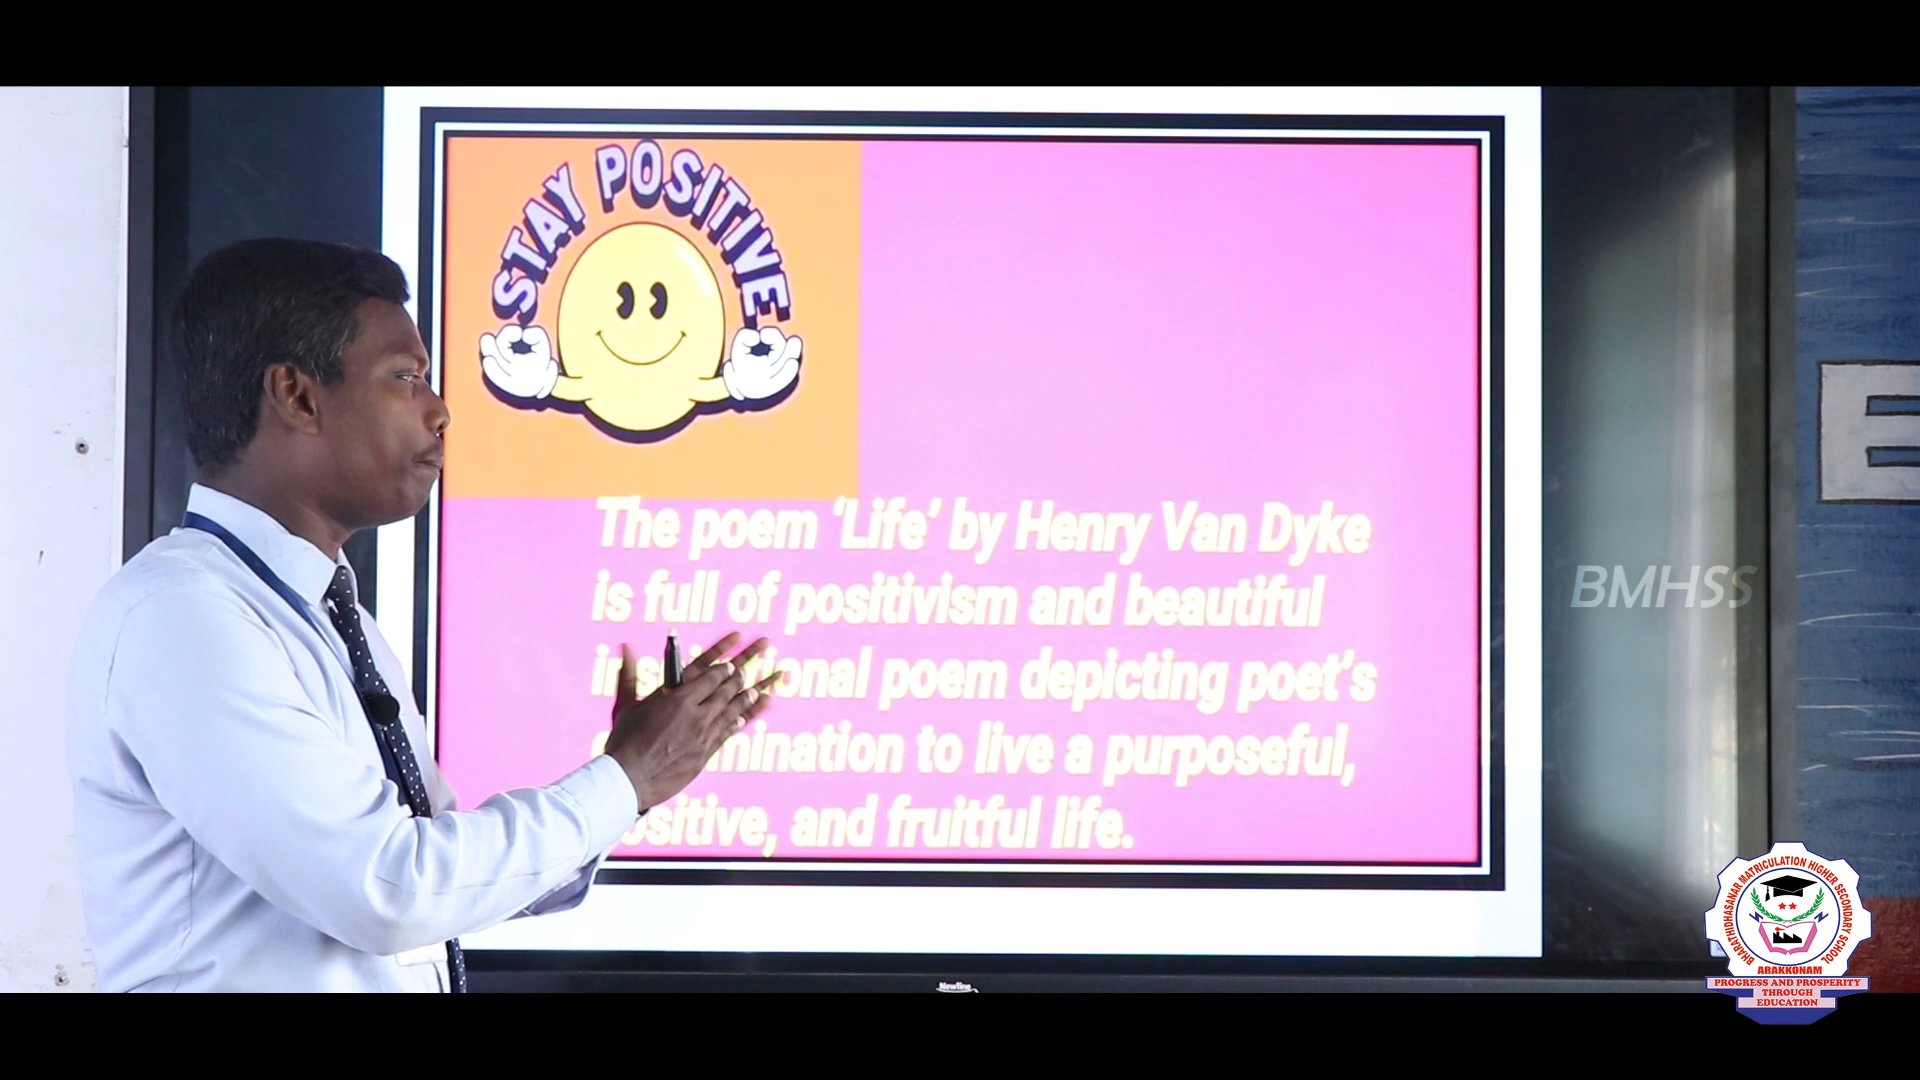 STAY POSITIVE
The poem ‘Life’ by Henry Van Dyke
is full of positivism and beautiful
poem depicting poet’s
to live a purposeful,
and fruitful life.
BMHSS
E
BHARATHIDHASANAR MATRICULATION HIGHER SECONDARY SCHOOL
ARAKKONAM
PROGRESS AND PROSPERITY
THROUGH
EDUCATION
Newline